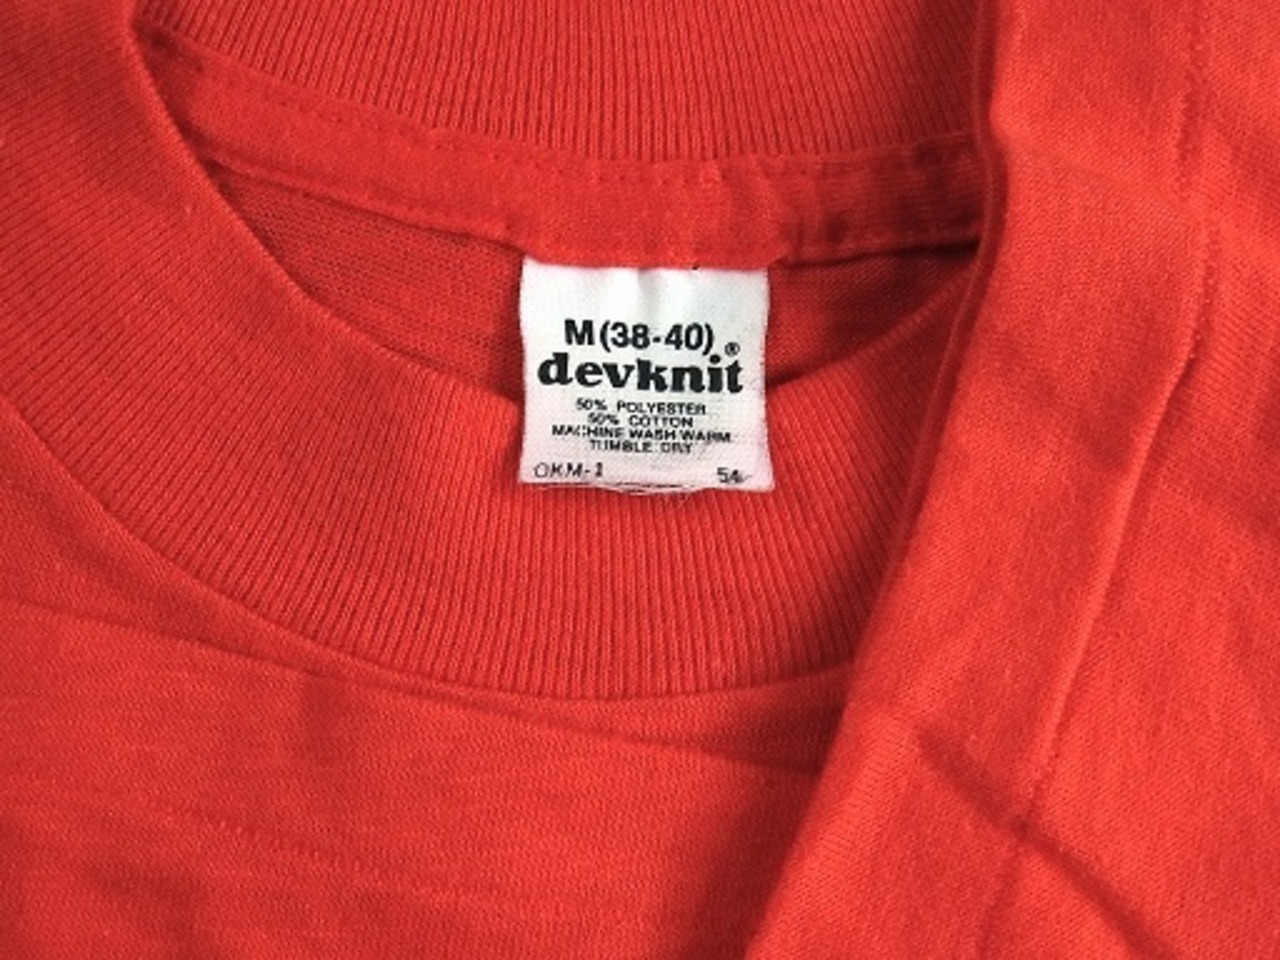 M (38-40)
devknit®
50% POLYESTER
50% COTTON
MACHINE WASH WARM
TUMBLE DRY
OKM-1 54